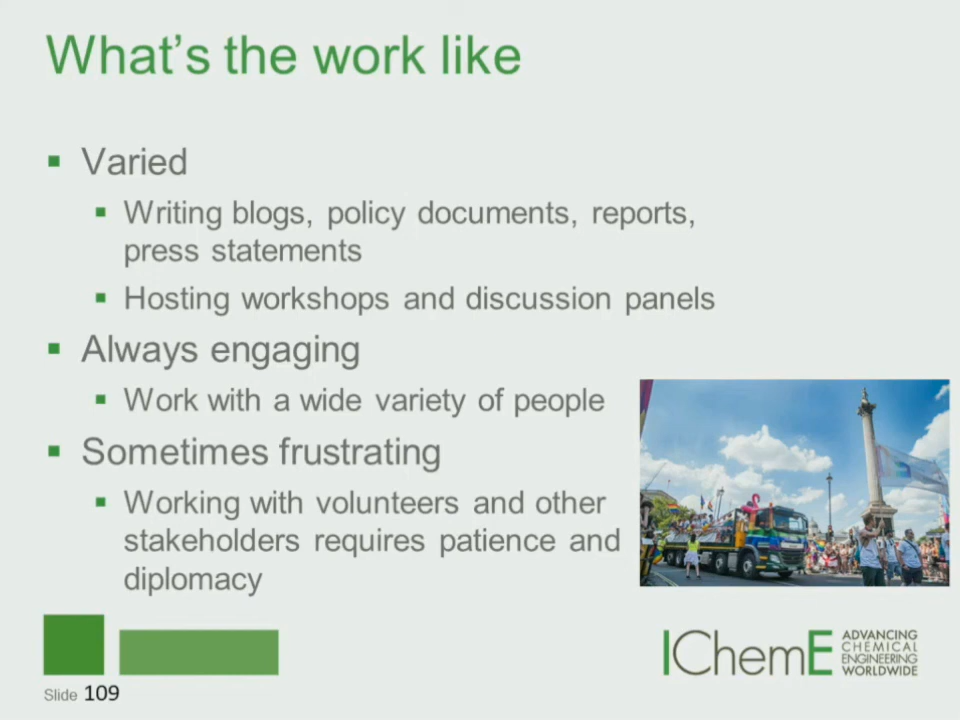 What's the work like
Varied
Writing blogs, policy documents, reports,
press statements
Hosting workshops and discussion panels
Always engaging
Work with a wide variety of people
Sometimes frustrating
Working with volunteers and other
stakeholders requires patience and
diplomacy
IChemE
ADVANCING
CHEMICAL
ENGINEERING
WORLDWIDE
Slide 109